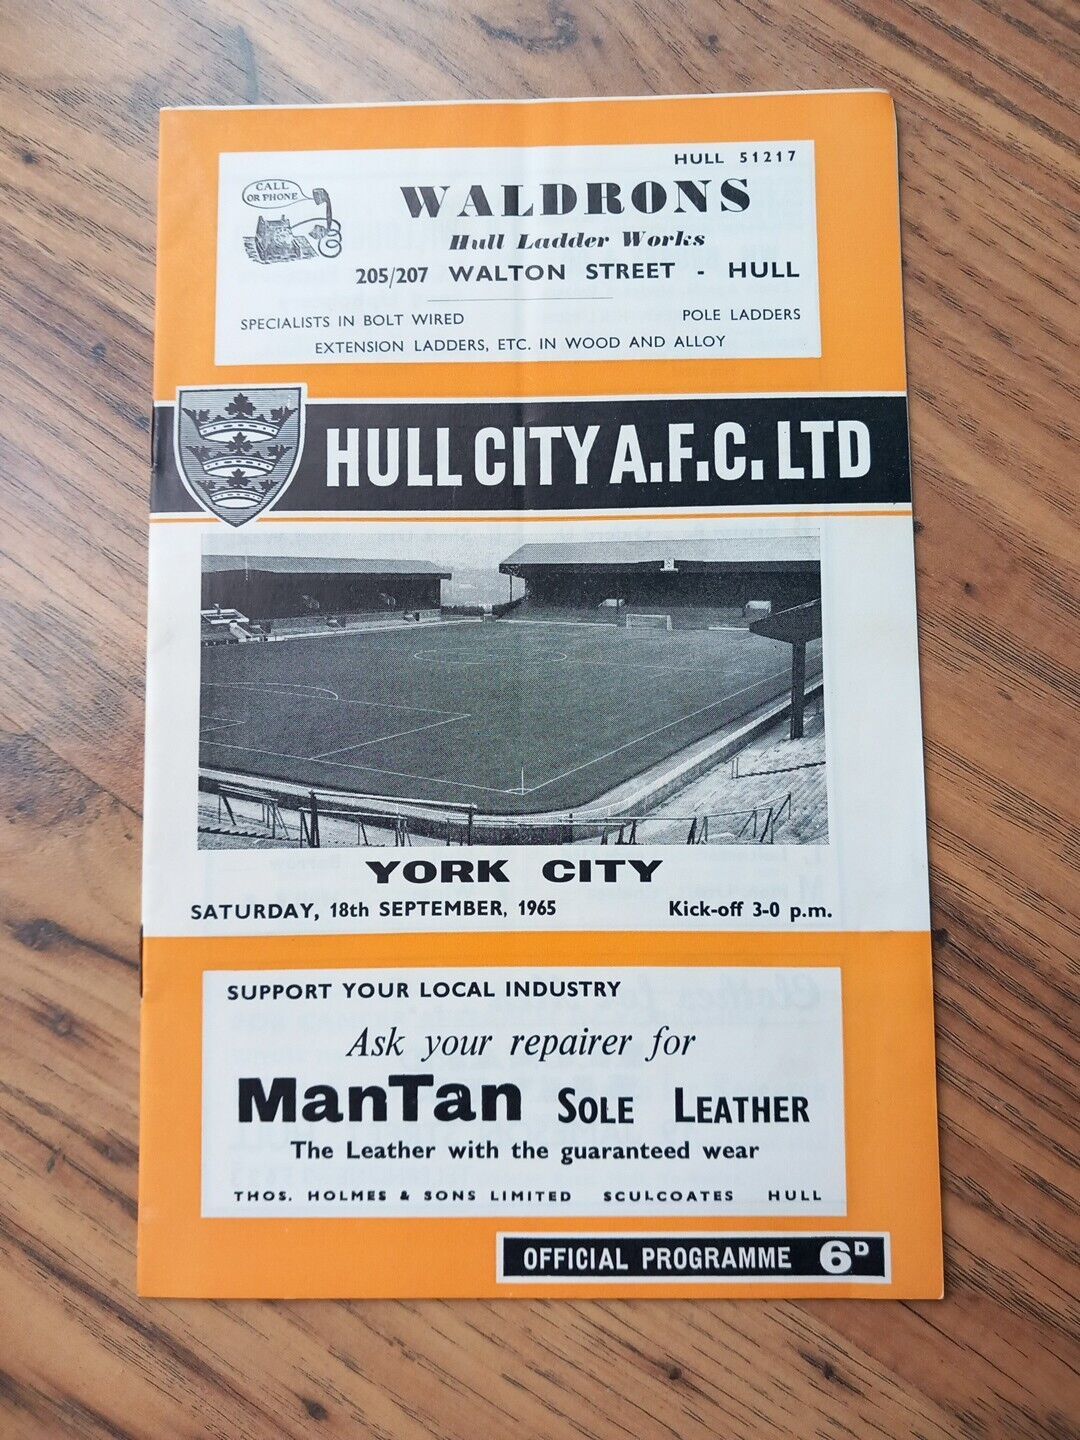 HULL 51217
CALL
OR PHONE
WALDRONS
Hull Ladder Works
205/207 WALTON STREET - HULL
SPECIALISTS IN BOLT WIRED POLE LADDERS
EXTENSION LADDERS, ETC. IN WOOD AND ALLOY
HULL CITY A.F.C. LTD
YORK CITY
SATURDAY, 18th SEPTEMBER, 1965 Kick-off 3-0 p.m.
SUPPORT YOUR LOCAL INDUSTRY
Ask your repairer for
ManTan SOLE LEATHER
The Leather with the guaranteed wear
THOS. HOLMES & SONS LIMITED SCULCOATES HULL
OFFICIAL PROGRAMME 6D